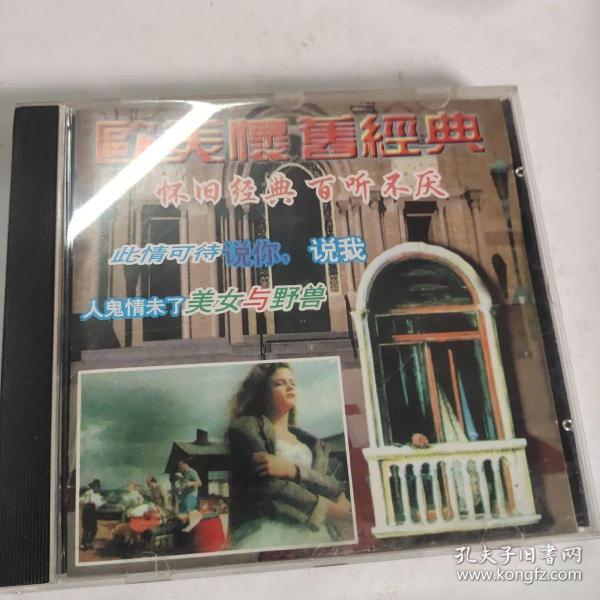 歐美懷舊經典
怀旧经典 百听不厌
此情可待 说你,说我
人鬼情未了 美女与野兽
孔夫子旧书网
www.kongfz.com